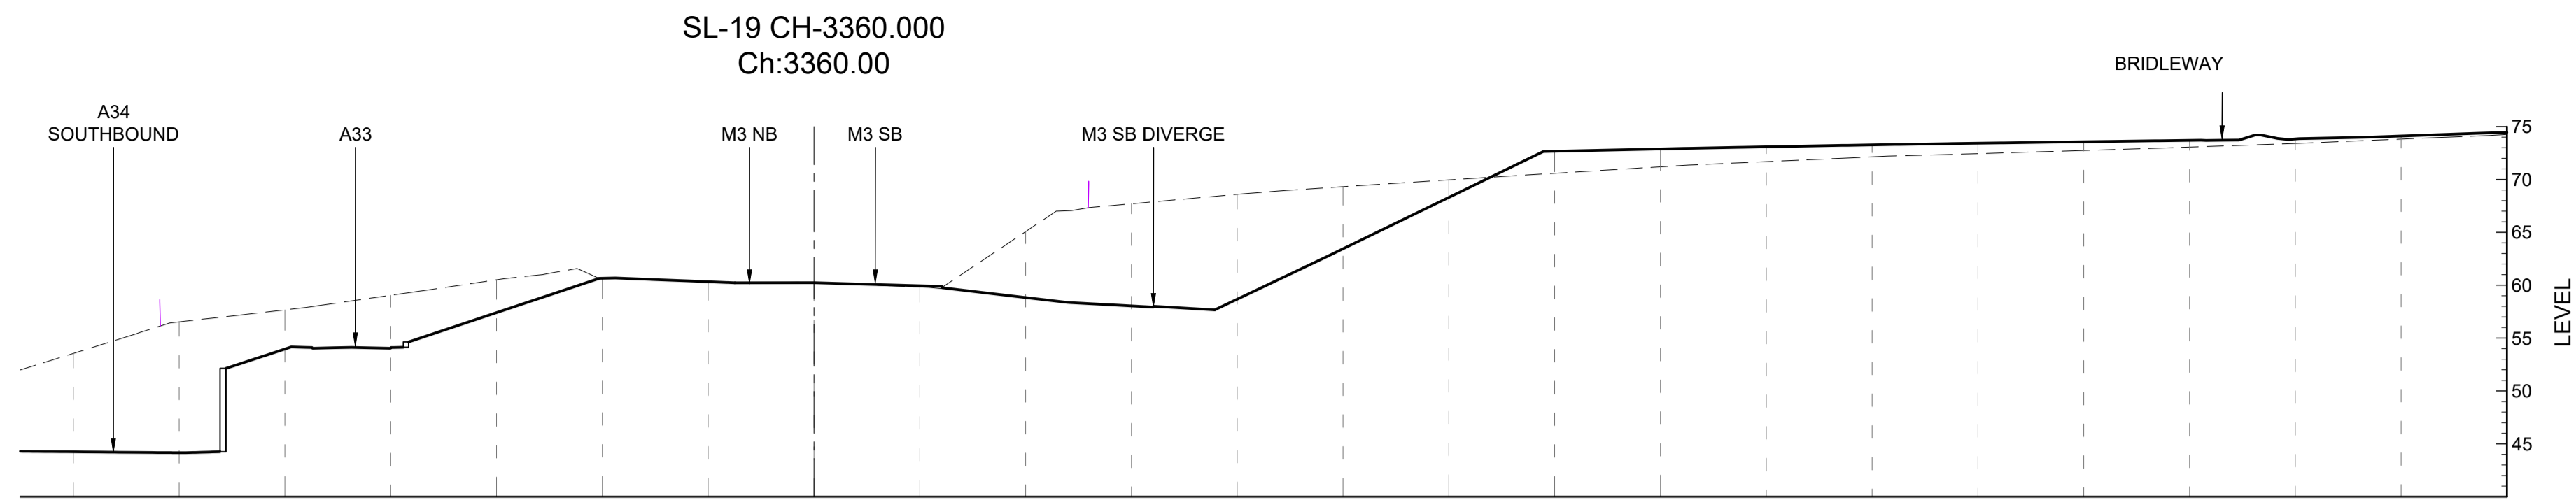 SL-19 CH-3360.000
Ch:3360.00
BRIDLEWAY
A34
SOUTHBOUND
A33
M3 NB
M3 SB
M3 SB DIVERGE
75
70
65
60
55
50
45
LEVEL